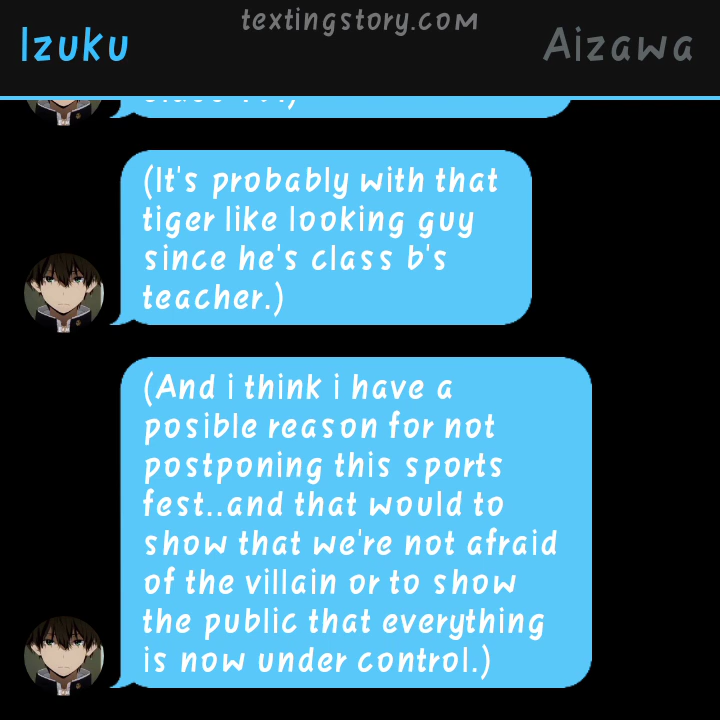 textingstory.com
Izuku
Aizawa
(It's probably with that
tiger like looking guy
since he's class b's
teacher.)
(And i think i have a
posible reason for not
postponing this sports
fest..and that would to
show that we're not afraid
of the villain or to show
the public that everything
is now under control.)